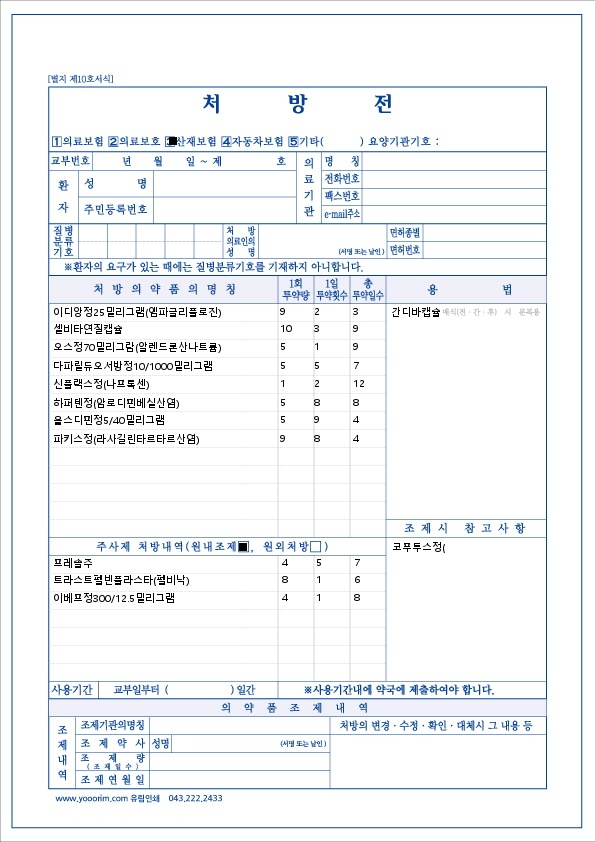 [별지 제10호서식]
처 방 전
1 의료보험 2 의료보호 산재보험 4 자동차보험 5 기타( ) 요양기관기호 :
교부번호 년 월 일 ~ 제 호
환 자
성 명
주민등록번호
의 료 기 관
명 칭
전화번호
팩스번호
e-mail주소
질병 분류 기호
처 방 의료인의 성 명
(서명 또는 날인)
면허종별
면허번호
※환자의 요구가 있는 때에는 질병분류기호를 기재하지 아니합니다.
처 방 의 약 품 의 명 칭 1회 투약량 1일 투약횟수 총 투약일수 용 법
이디앙정25밀리그램(엠파글리플로진) 9 2 3
셀비타연질캡슐 10 3 9
오스정70밀리그람(알렌드론산나트륨) 5 1 9
다파릴듀오서방정10/1000밀리그램 5 5 7
신플랙스정(나프록센) 1 2 12
하퍼텐정(암로디핀베실산염) 5 8 8
올스디핀정5/40밀리그램 5 9 4
파키스정(라사길린타르타르산염) 9 8 4
간디바캡슐 매식(전 · 간 · 후) 시 분복용
조 제 시 참 고 사 항
코푸투스정(
주사제 처방내역(원내조제■, 원외처방□)
프레솔주 4 5 7
트라스트펠빈플라스타(펠비낙) 8 1 6
이베프정300/12.5밀리그램 4 1 8
사용기간 교부일부터 ( ) 일간 ※사용기간내에 약국에 제출하여야 합니다.
의 약 품 조 제 내 역
조 제 내 역
조제기관의명칭
조 제 약 사 성명 (서명 또는 날인)
조 제 량
( 조 제 일 수 )
조 제 연 월 일
처방의 변경 · 수정 · 확인 · 대체시 그 내용 등
www.yooorim.com 유림인쇄 043.222.2433